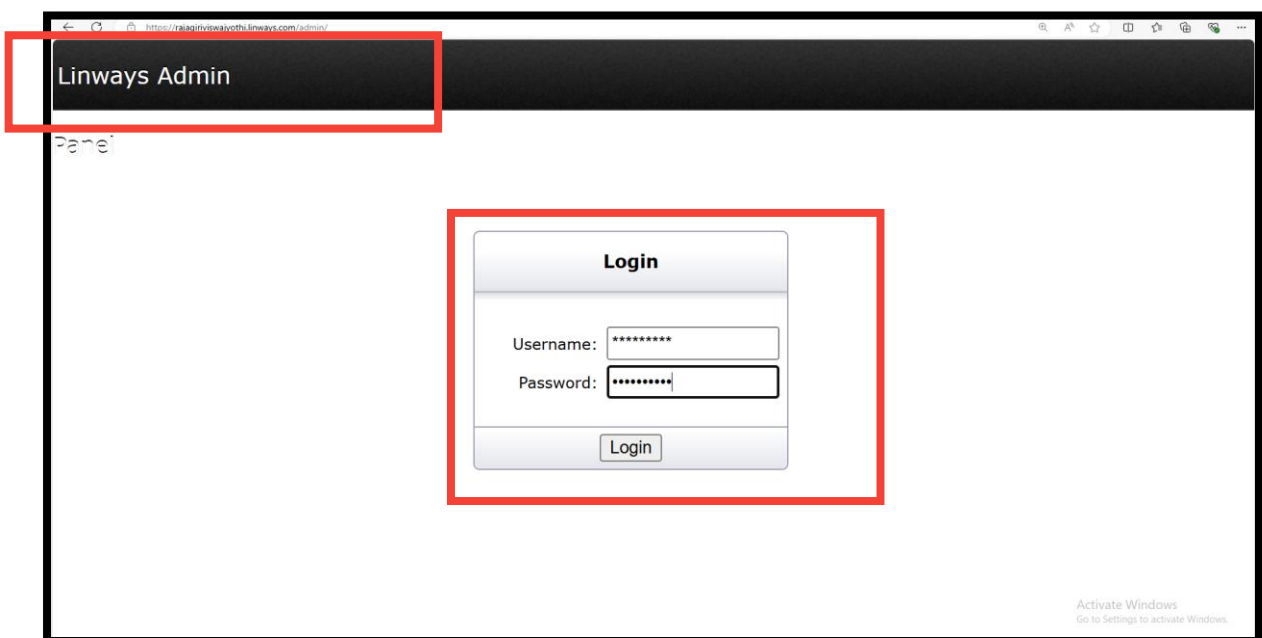 https://rajagiriviswajyothi.linways.com/admin/
Linways Admin
Panel
Login
Username: *********
Password: ••••••••••
Login
Activate Windows
Go to Settings to activate Windows.